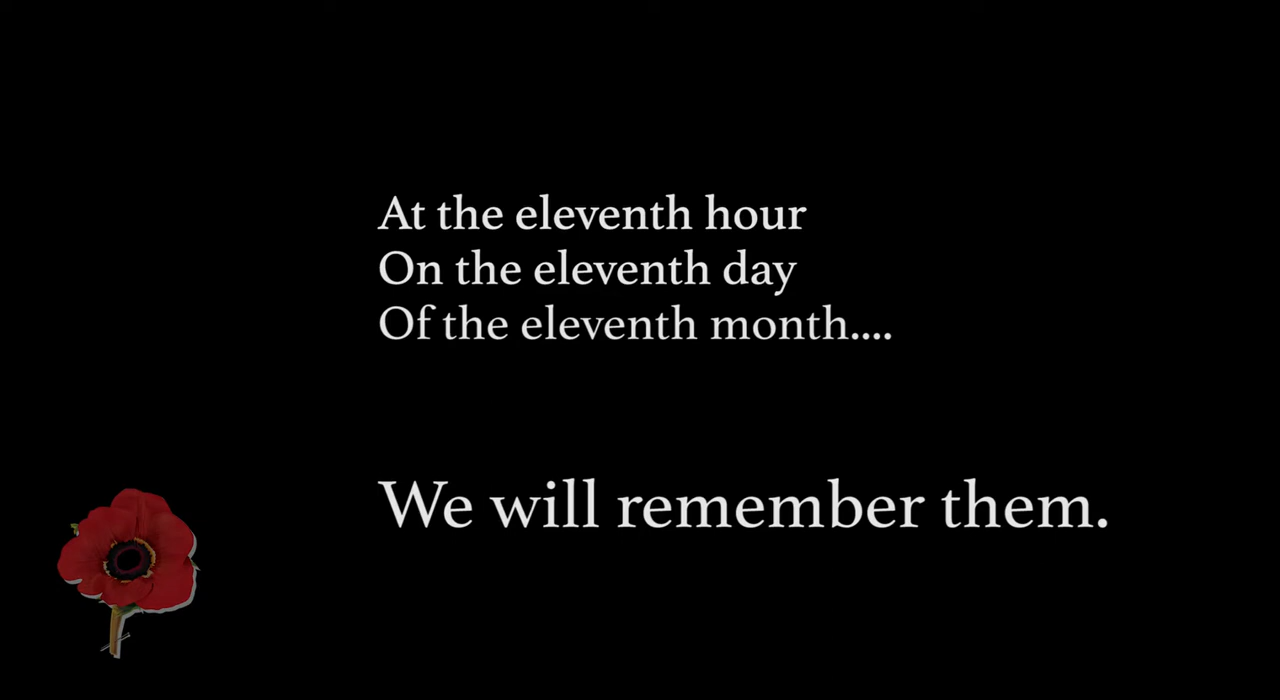 At the eleventh hour
On the eleventh day
Of the eleventh month....
We will remember them.